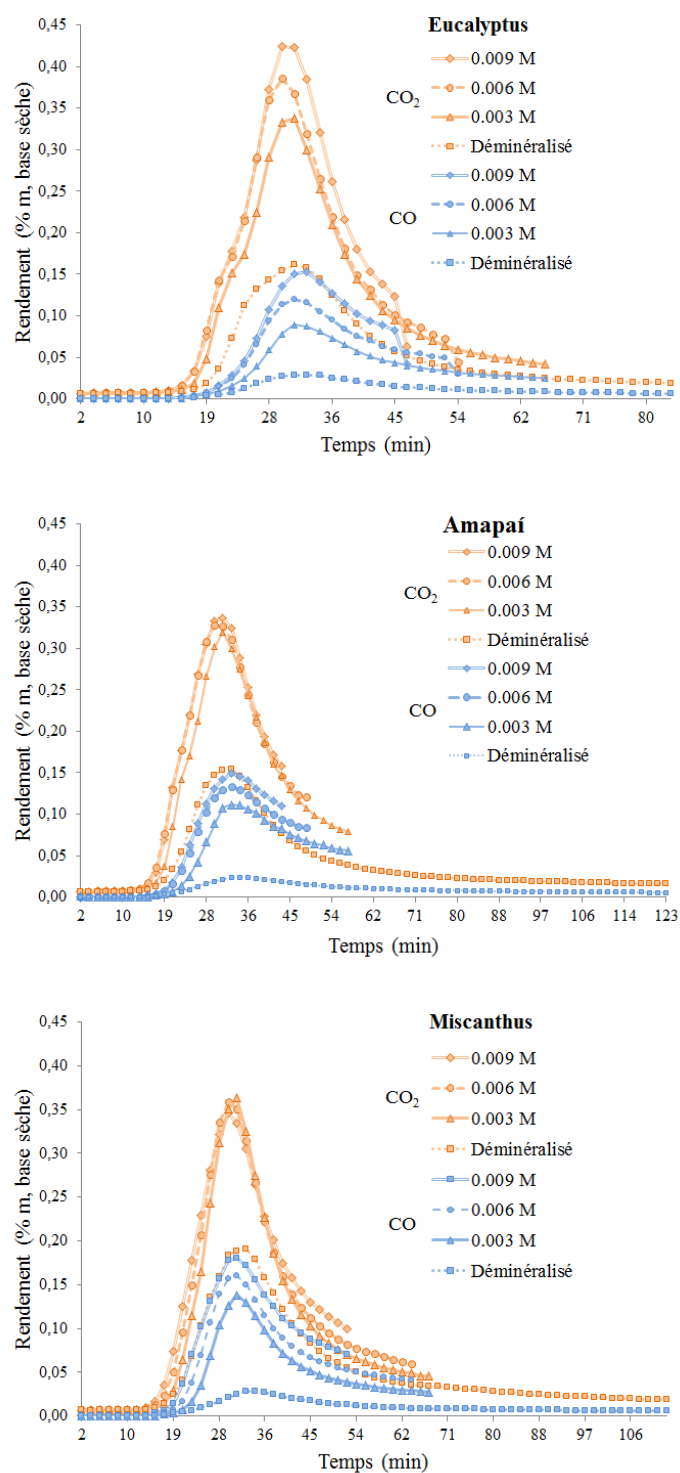 Eucalyptus
0,45
0,40
0,35
0,30
0,25
0,20
0,15
0,10
0,05
0,00
Rendement (% m, base sèche)
CO2
0.009 M
0.006 M
0.003 M
Déminéralisé
CO
0.009 M
0.006 M
0.003 M
Déminéralisé
2 10 19 28 36 45 54 62 71 80
Temps (min)
Amapaí
0,45
0,40
0,35
0,30
0,25
0,20
0,15
0,10
0,05
0,00
Rendement (% m, base sèche)
CO2
0.009 M
0.006 M
0.003 M
Déminéralisé
CO
0.009 M
0.006 M
0.003 M
Déminéralisé
2 10 19 28 36 45 54 62 71 80 88 97 106 114 123
Temps (min)
Miscanthus
0,45
0,40
0,35
0,30
0,25
0,20
0,15
0,10
0,05
0,00
Rendement (% m, base sèche)
CO2
0.009 M
0.006 M
0.003 M
Déminéralisé
CO
0.009 M
0.006 M
0.003 M
Déminéralisé
2 10 19 28 36 45 54 62 71 80 88 97 106
Temps (min)